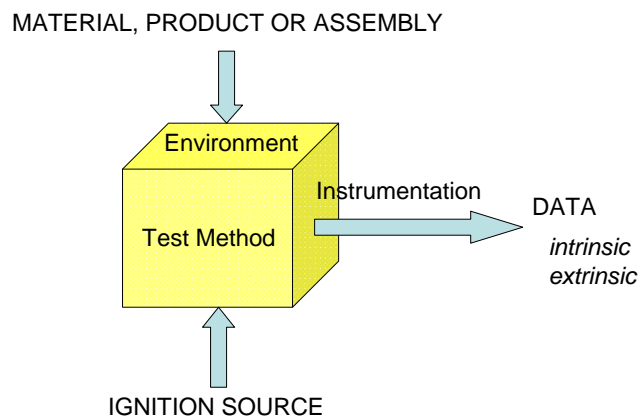 MATERIAL, PRODUCT OR ASSEMBLY
Environment
Instrumentation
Test Method
DATA
intrinsic
extrinsic
IGNITION SOURCE